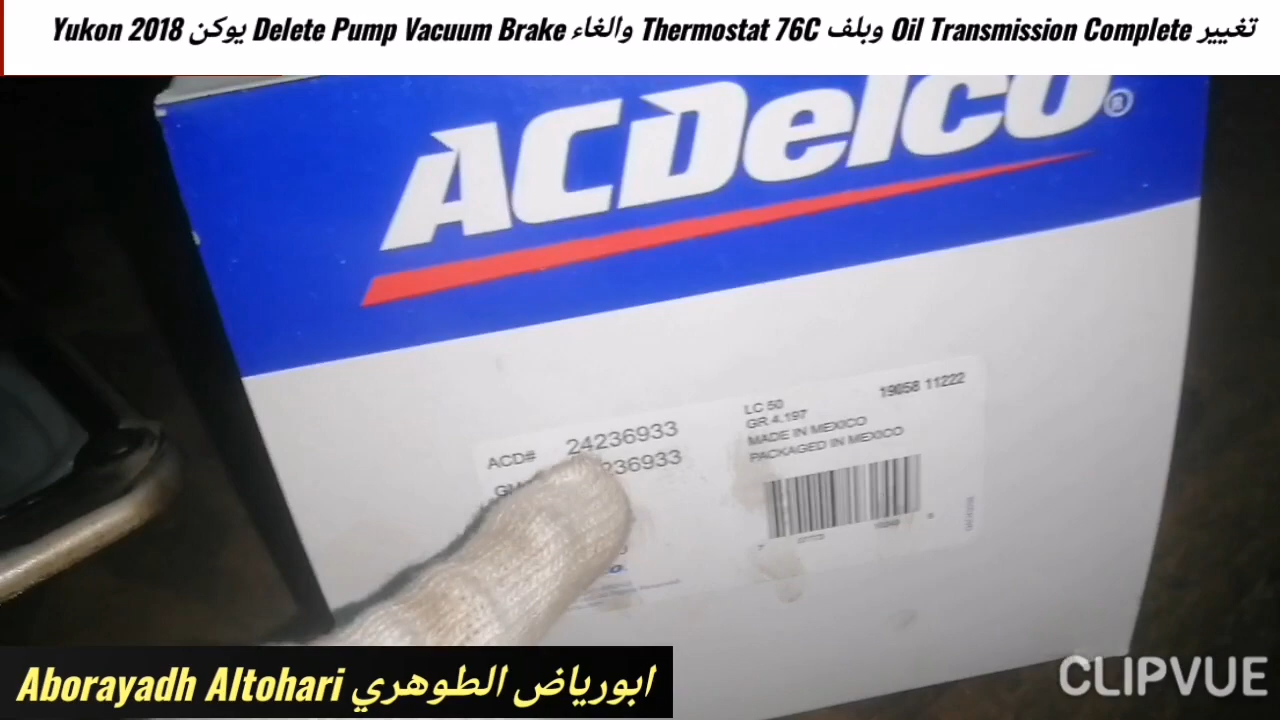 تغيير Oil Transmission Complete وبلف Thermostat 76C والغاء Delete Pump Vacuum Brake يوكن Yukon 2018
ACDelco®
ACD# 24236933
236933
LC 50
GR 4.197
MADE IN MEXICO
PACKAGED IN MEXICO
19058 11222
Aborayadh Altohari ابورياض الطوهري
CLIPVUE